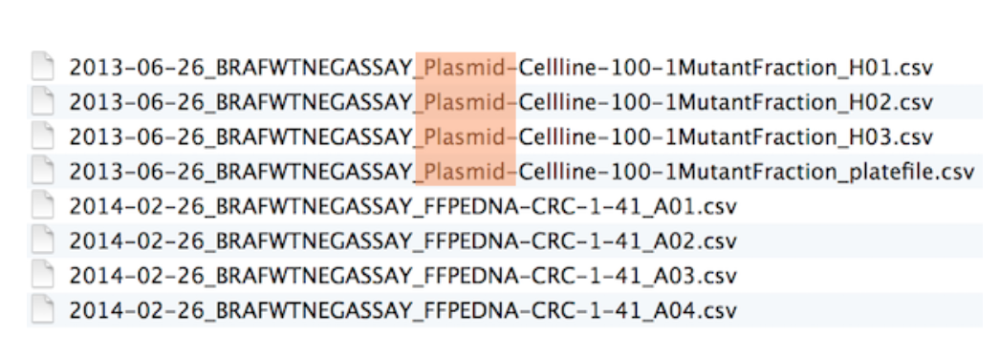 2013-06-26_BRAFWTNEGASSAY_Plasmid-Cellline-100-1MutantFraction_H01.csv
2013-06-26_BRAFWTNEGASSAY_Plasmid-Cellline-100-1MutantFraction_H02.csv
2013-06-26_BRAFWTNEGASSAY_Plasmid-Cellline-100-1MutantFraction_H03.csv
2013-06-26_BRAFWTNEGASSAY_Plasmid-Cellline-100-1MutantFraction_platefile.csv
2014-02-26_BRAFWTNEGASSAY_FFPEDNA-CRC-1-41_A01.csv
2014-02-26_BRAFWTNEGASSAY_FFPEDNA-CRC-1-41_A02.csv
2014-02-26_BRAFWTNEGASSAY_FFPEDNA-CRC-1-41_A03.csv
2014-02-26_BRAFWTNEGASSAY_FFPEDNA-CRC-1-41_A04.csv